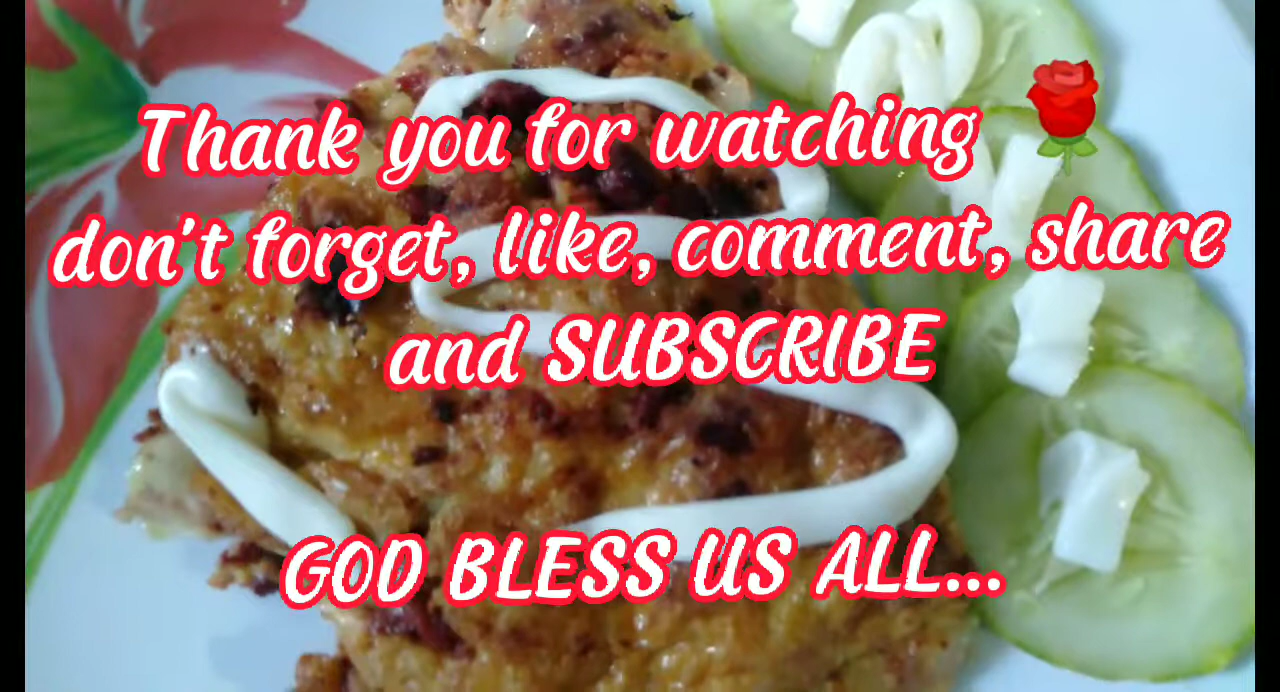 Thank you for watching 🌹
don't forget, like, comment, share
and SUBSCRIBE
GOD BLESS US ALL...